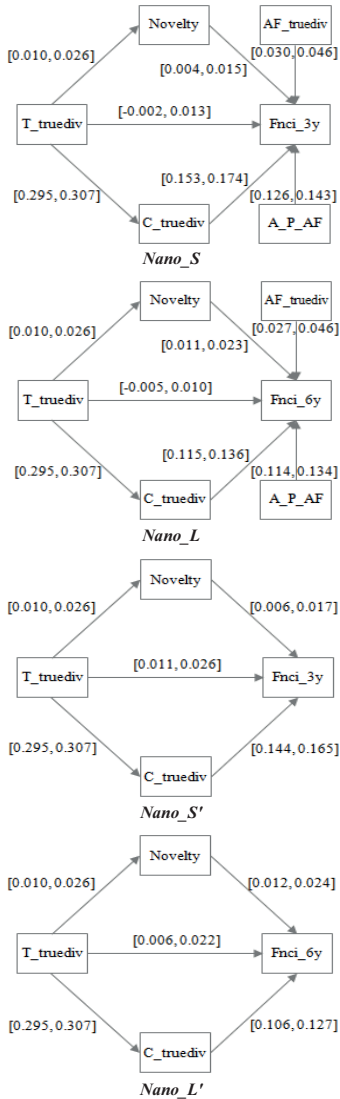 Novelty
AF_truediv
[0.010, 0.026]
[0.030, 0.046]
[0.004, 0.015]
[-0.002, 0.013]
T_truediv
Fnci_3y
[0.153, 0.174]
[0.295, 0.307]
[0.126, 0.143]
C_truediv
A_P_AF
Nano_S
Novelty
AF_truediv
[0.010, 0.026]
[0.027, 0.046]
[0.011, 0.023]
[-0.005, 0.010]
T_truediv
Fnci_6y
[0.115, 0.136]
[0.295, 0.307]
[0.114, 0.134]
C_truediv
A_P_AF
Nano_L
Novelty
[0.010, 0.026]
[0.006, 0.017]
[0.011, 0.026]
T_truediv
Fnci_3y
[0.295, 0.307]
[0.144, 0.165]
C_truediv
Nano_S'
Novelty
[0.010, 0.026]
[0.012, 0.024]
[0.006, 0.022]
T_truediv
Fnci_6y
[0.295, 0.307]
[0.106, 0.127]
C_truediv
Nano_L'